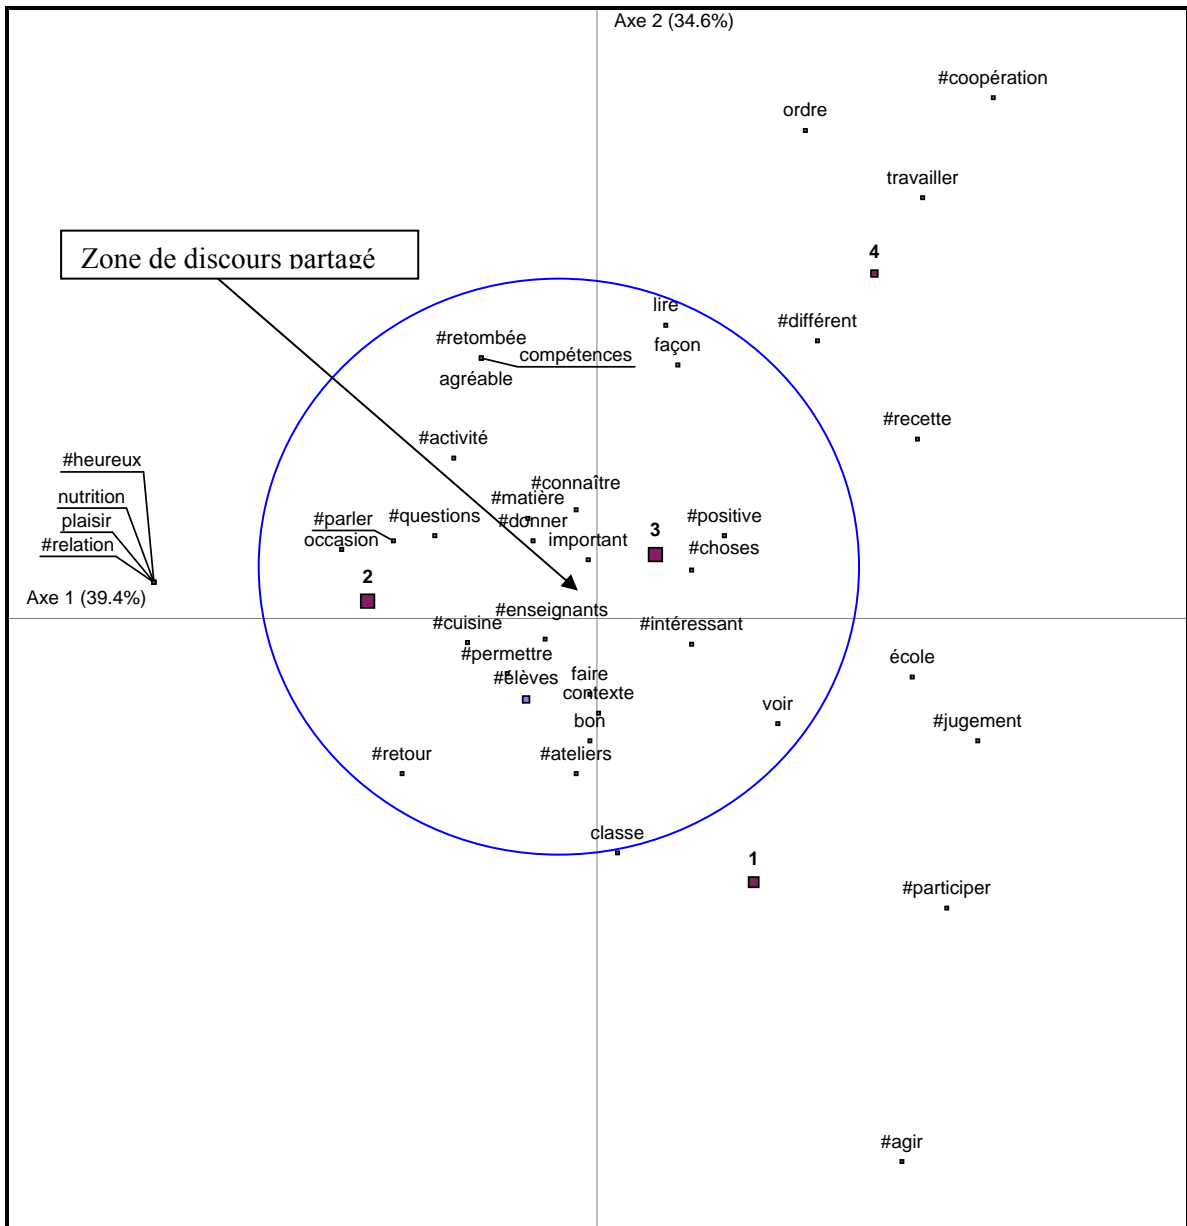 Axe 2 (34.6%)
#coopération
ordre
travailler
Zone de discours partagé
4
lire
#différent
#retombée
compétences
façon
agréable
#recette
#activité
#heureux
#connaître
nutrition
#matière
plaisir
#parler
#questions
#donner
#positive
3
occasion
important
#choses
#relation
2
Axe 1 (39.4%)
#enseignants
#cuisine
#intéressant
#permettre
école
#élèves
faire
contexte
bon
voir
#jugement
#retour
#ateliers
classe
1
#participer
#agir